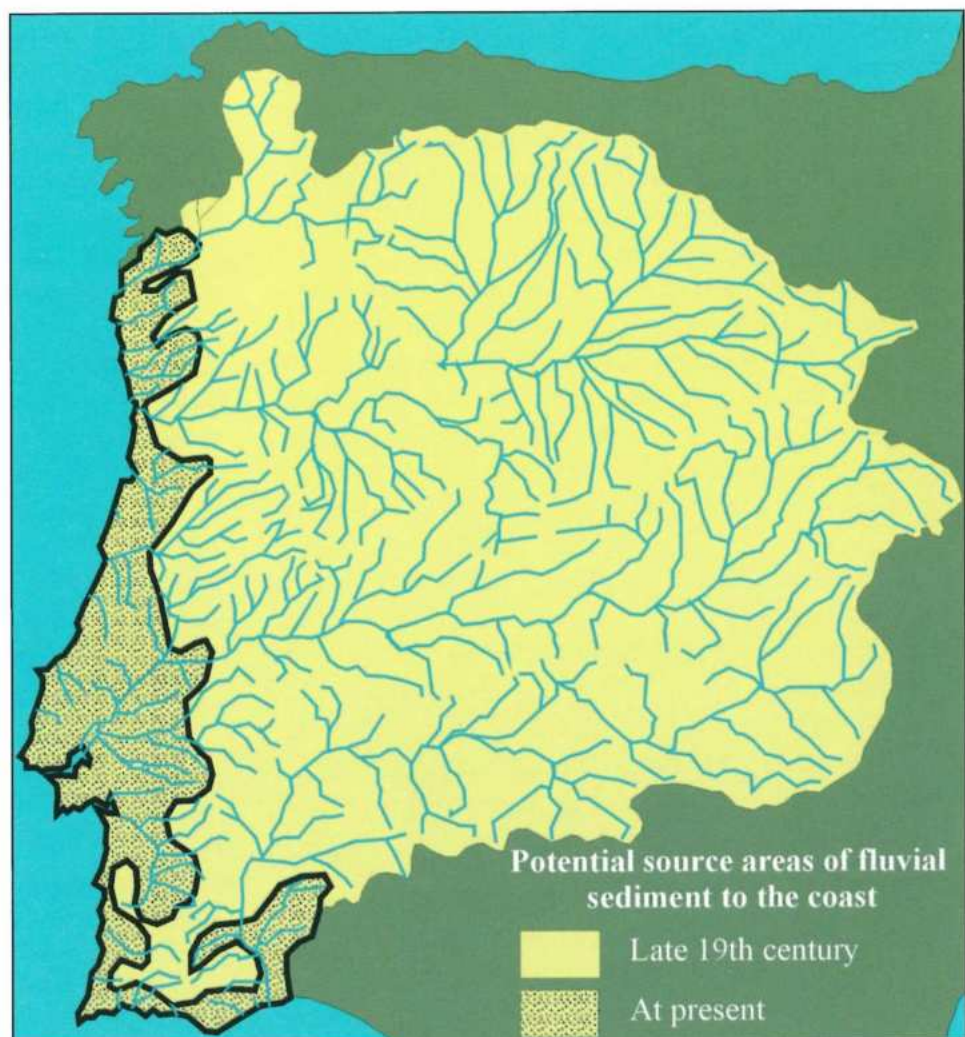 Potential source areas of fluvial
sediment to the coast
Late 19th century
At present